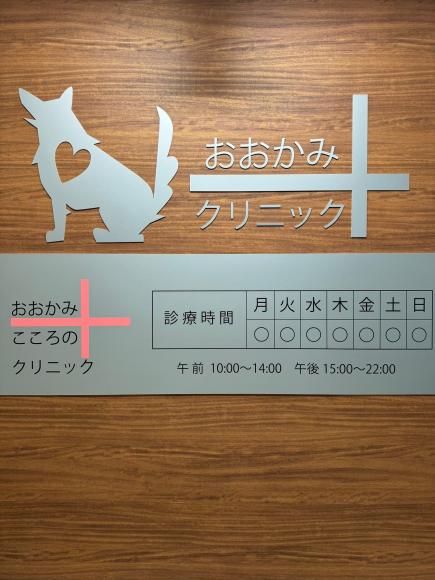 おおかみ
クリニック
おおかみ
こころの
クリニック
診療時間 月 火 水 木 金 土 日
○ ○ ○ ○ ○ ○ ○
午前 10:00〜14:00 午後 15:00〜22:00